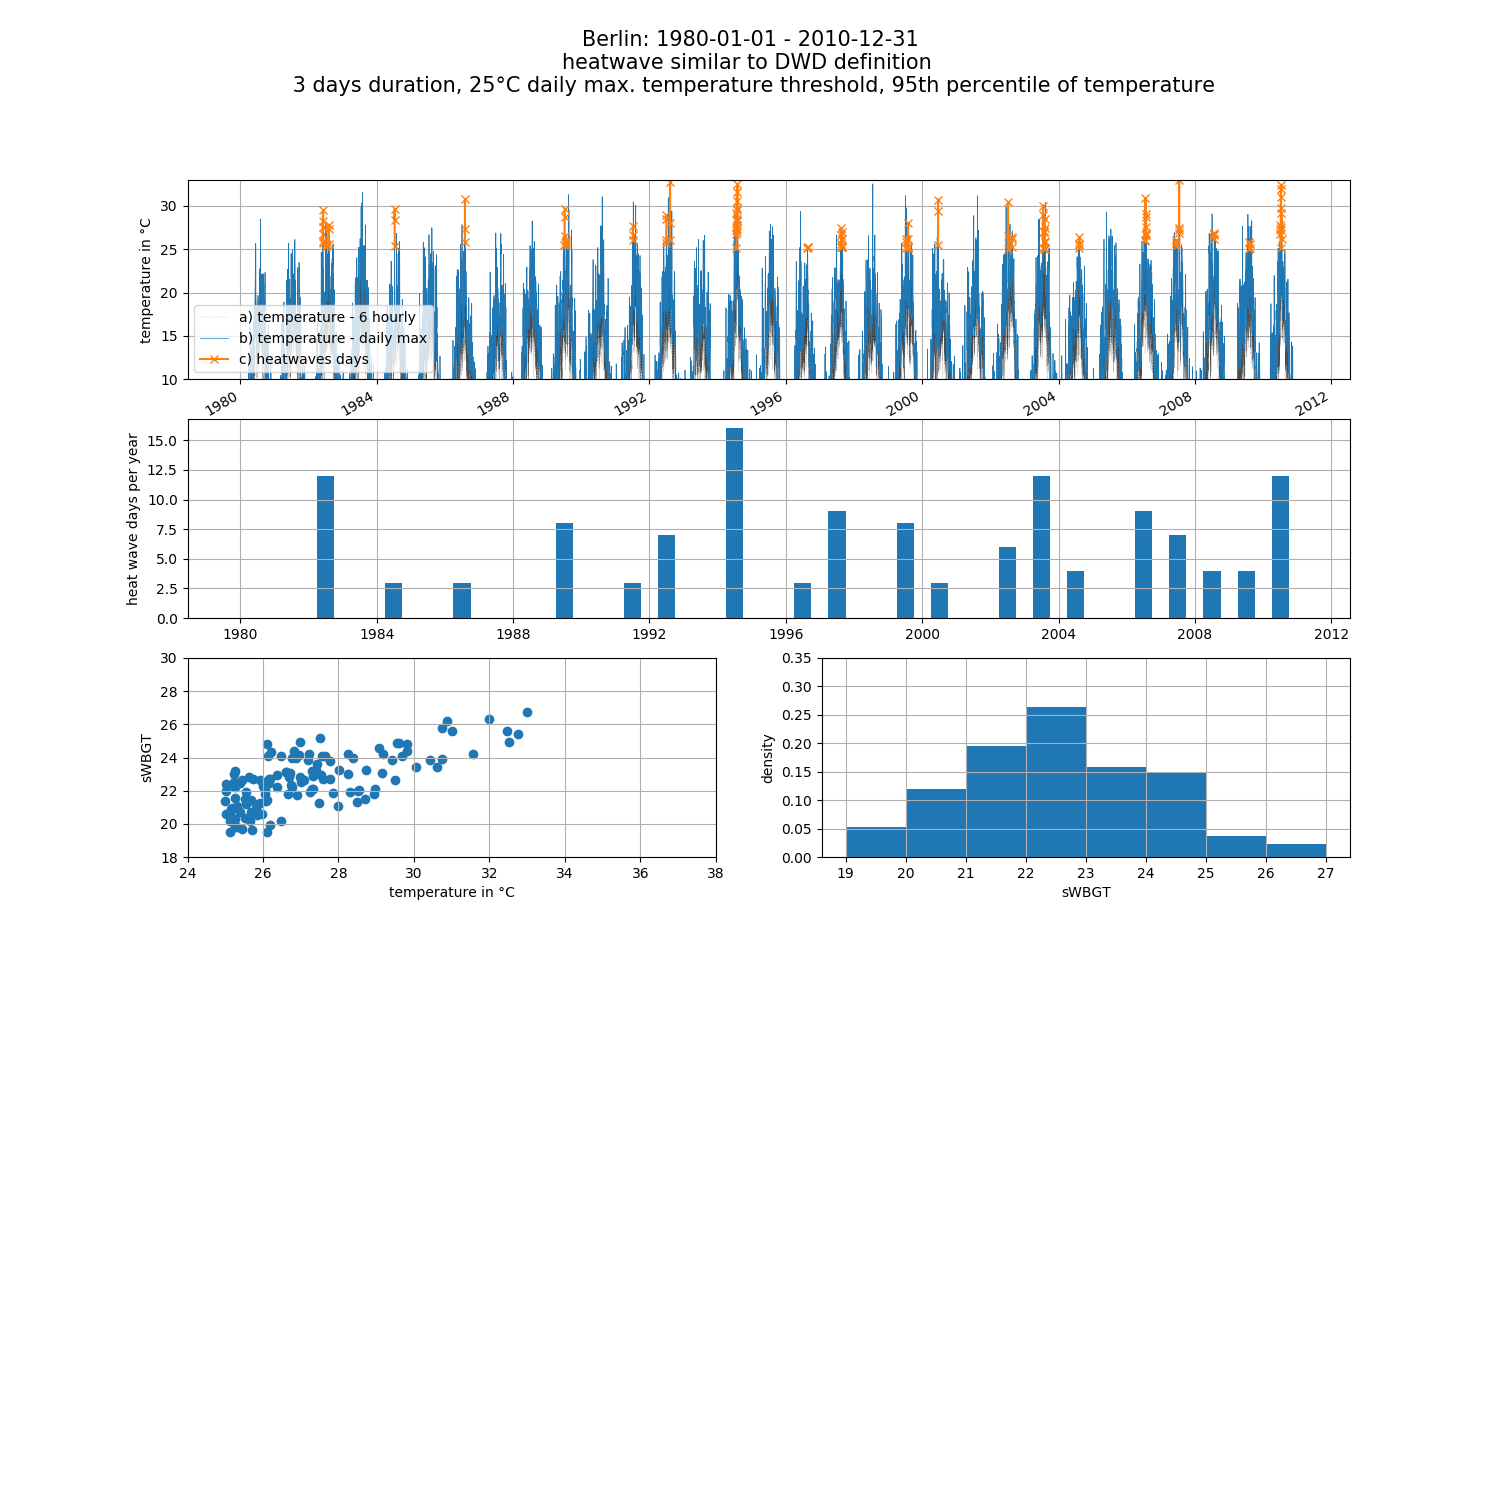 Berlin: 1980-01-01 - 2010-12-31
heatwave similar to DWD definition
3 days duration, 25°C daily max. temperature threshold, 95th percentile of temperature
temperature in °C
30
25
20
15
10
a) temperature - 6 hourly
b) temperature - daily max
c) heatwaves days
1980 1984 1988 1992 1996 2000 2004 2008 2012
heat wave days per year
15.0
12.5
10.0
7.5
5.0
2.5
0.0
1980 1984 1988 1992 1996 2000 2004 2008 2012
sWBGT
30
28
26
24
22
20
18
24 26 28 30 32 34 36 38
temperature in °C
density
0.35
0.30
0.25
0.20
0.15
0.10
0.05
0.00
19 20 21 22 23 24 25 26 27
sWBGT